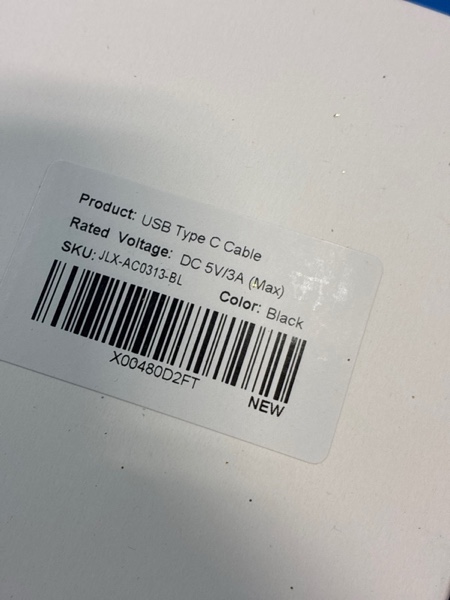 Product: USB Type C Cable
Rated Voltage: DC 5V/3A (Max)
SKU: JLX-AC0313-BL Color: Black
X00480D2FT
NEW